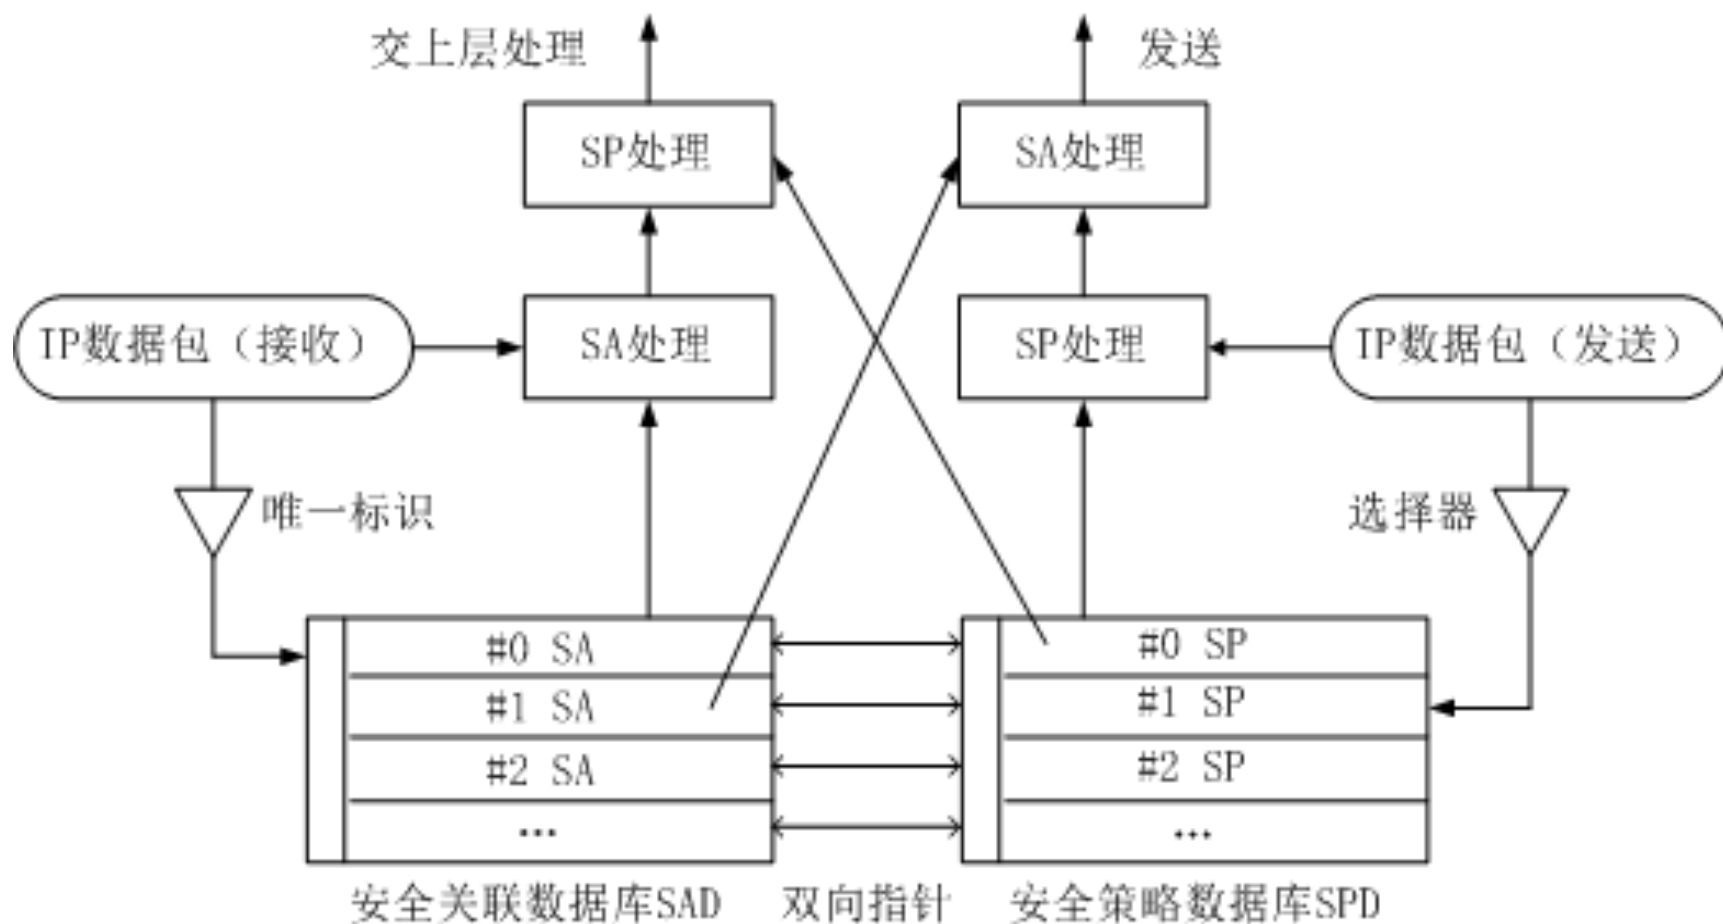 交上层处理
发送
SP处理
SA处理
IP数据包（接收）
SA处理
SP处理
IP数据包（发送）
唯一标识
选择器
#0 SA
#0 SP
#1 SA
#1 SP
#2 SA
#2 SP
…
…
安全关联数据库SAD
双向指针
安全策略数据库SPD